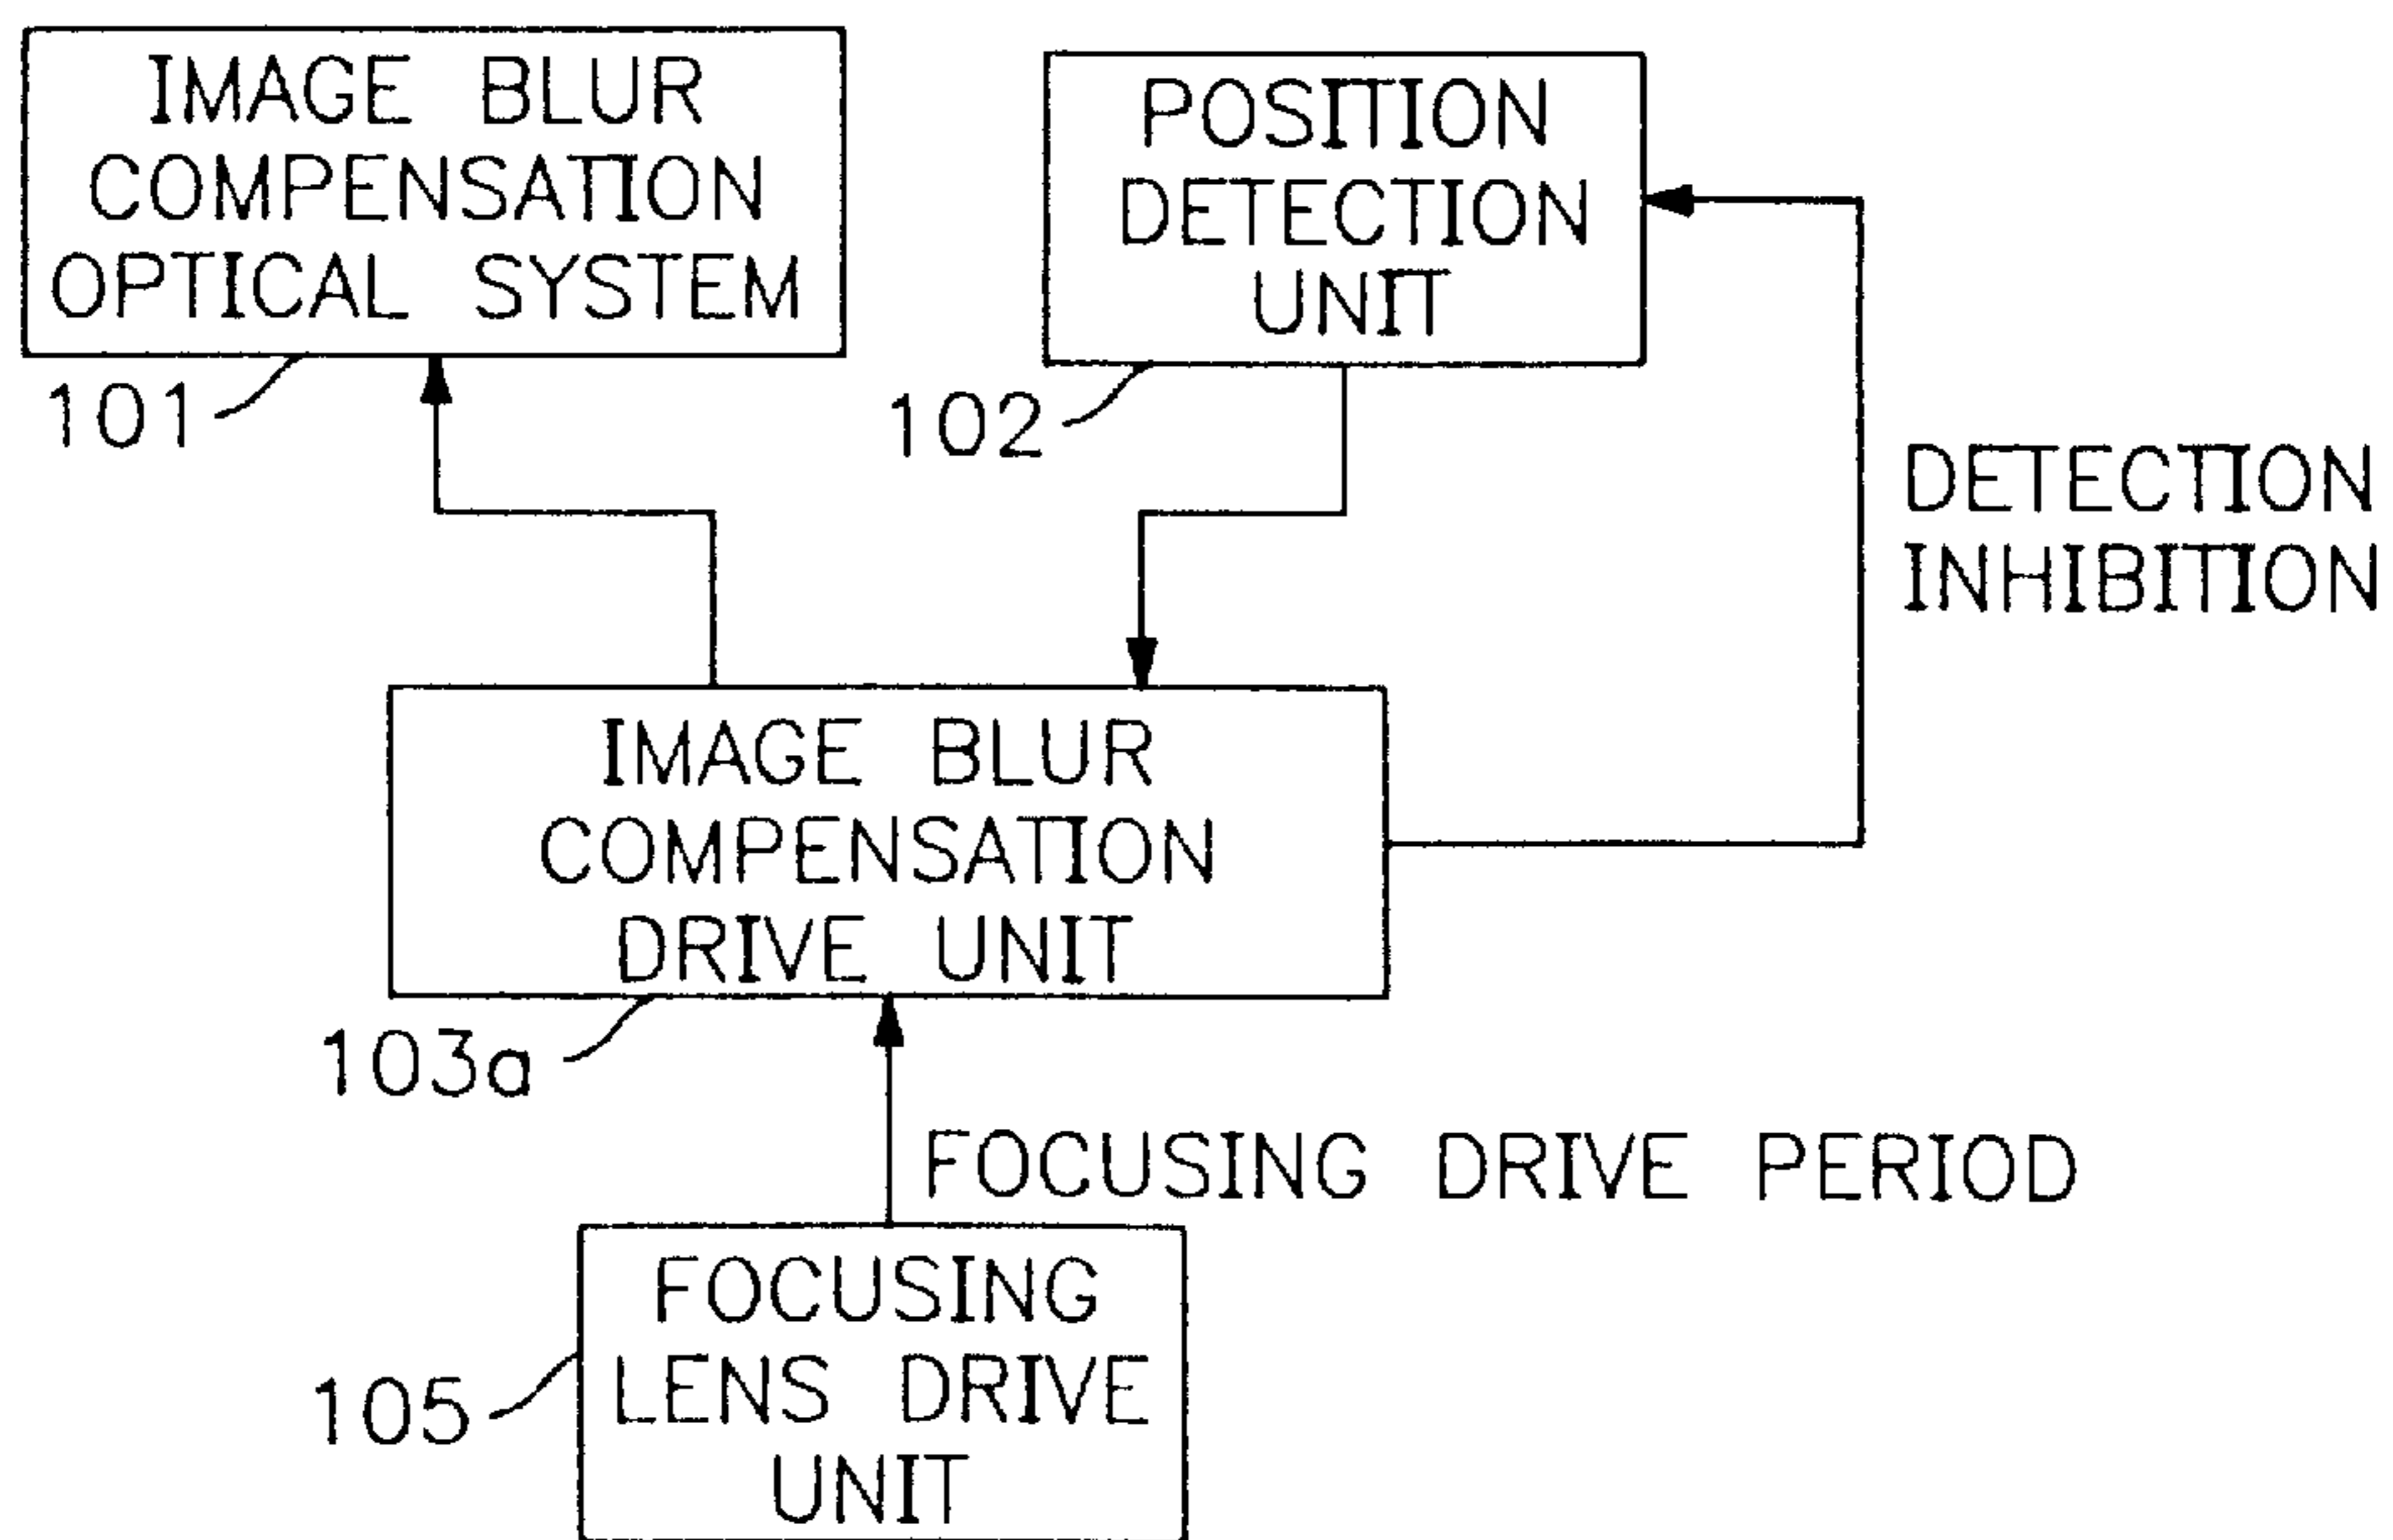 IMAGE BLUR
COMPENSATION
OPTICAL SYSTEM
101
POSITION
DETECTION
UNIT
102
DETECTION
INHIBITION
IMAGE BLUR
COMPENSATION
DRIVE UNIT
103a
FOCUSING DRIVE PERIOD
FOCUSING
LENS DRIVE
UNIT
105